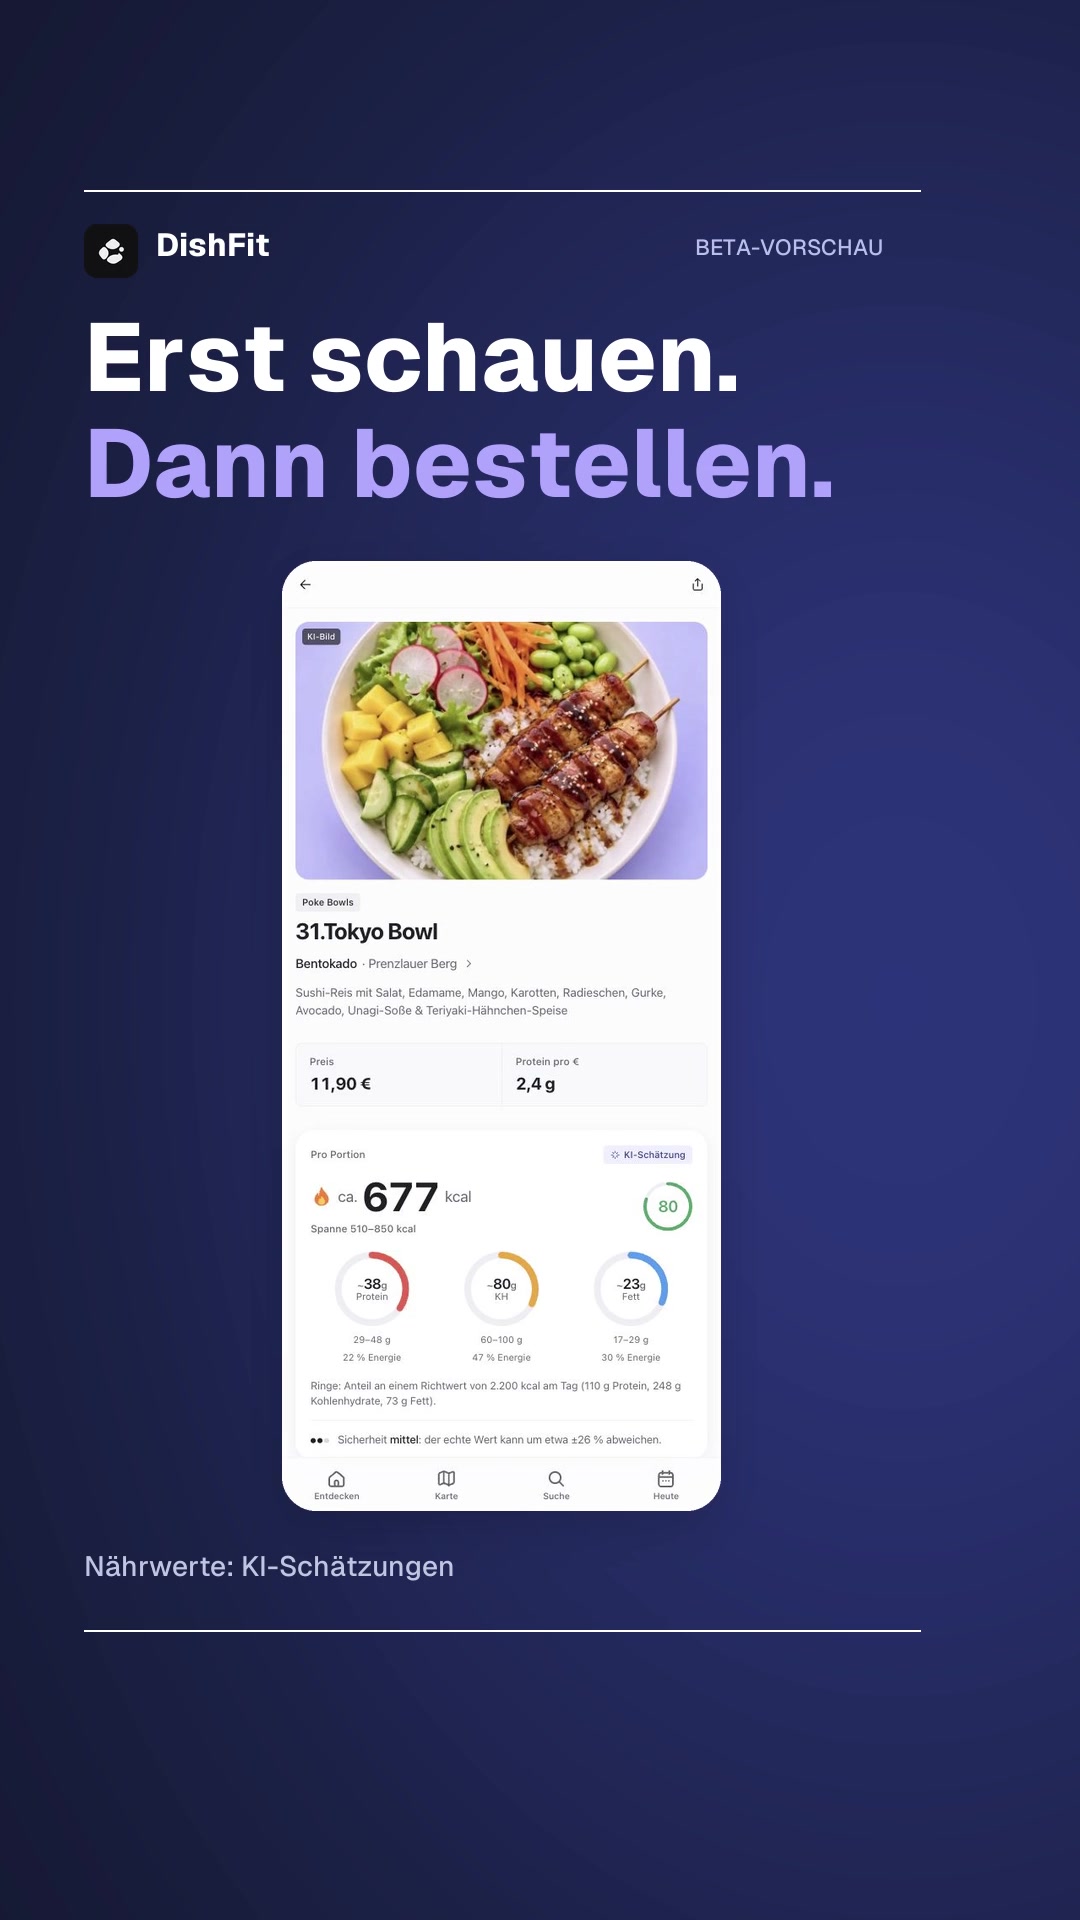 DishFit
BETA-VORSCHAU
Erst schauen.
Dann bestellen.
KI-Bild
Poke Bowls
31.Tokyo Bowl
Bentokado · Prenzlauer Berg
Sushi-Reis mit Salat, Edamame, Mango, Karotten, Radieschen, Gurke,
Avocado, Unagi-Soße & Teriyaki-Hähnchen-Speise
Preis
11,90 €
Protein pro €
2,4 g
Pro Portion
KI-Schätzung
ca. 677 kcal
80
Spanne 510–850 kcal
~38g
Protein
29–48 g
22 % Energie
~80g
KH
60–100 g
47 % Energie
~23g
Fett
17–29 g
30 % Energie
Ringe: Anteil an einem Richtwert von 2.200 kcal am Tag (110 g Protein, 248 g
Kohlenhydrate, 73 g Fett).
Sicherheit mittel: der echte Wert kann um etwa ±26 % abweichen.
Entdecken
Karte
Suche
Heute
Nährwerte: KI-Schätzungen